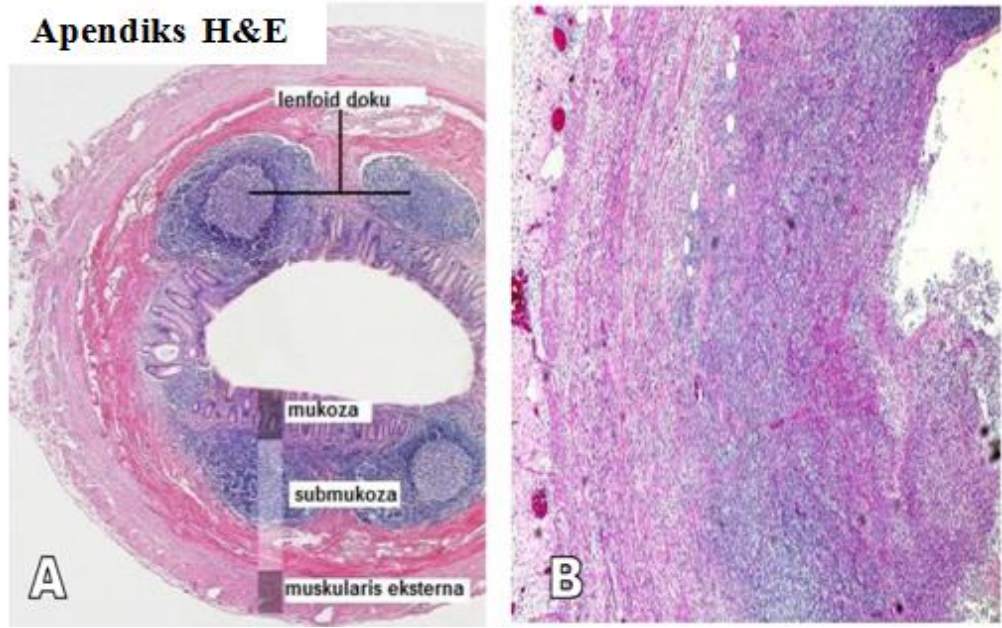 Apendiks H&E
lenfoid doku
mukoza
submukoza
muskularis eksterna
A
B